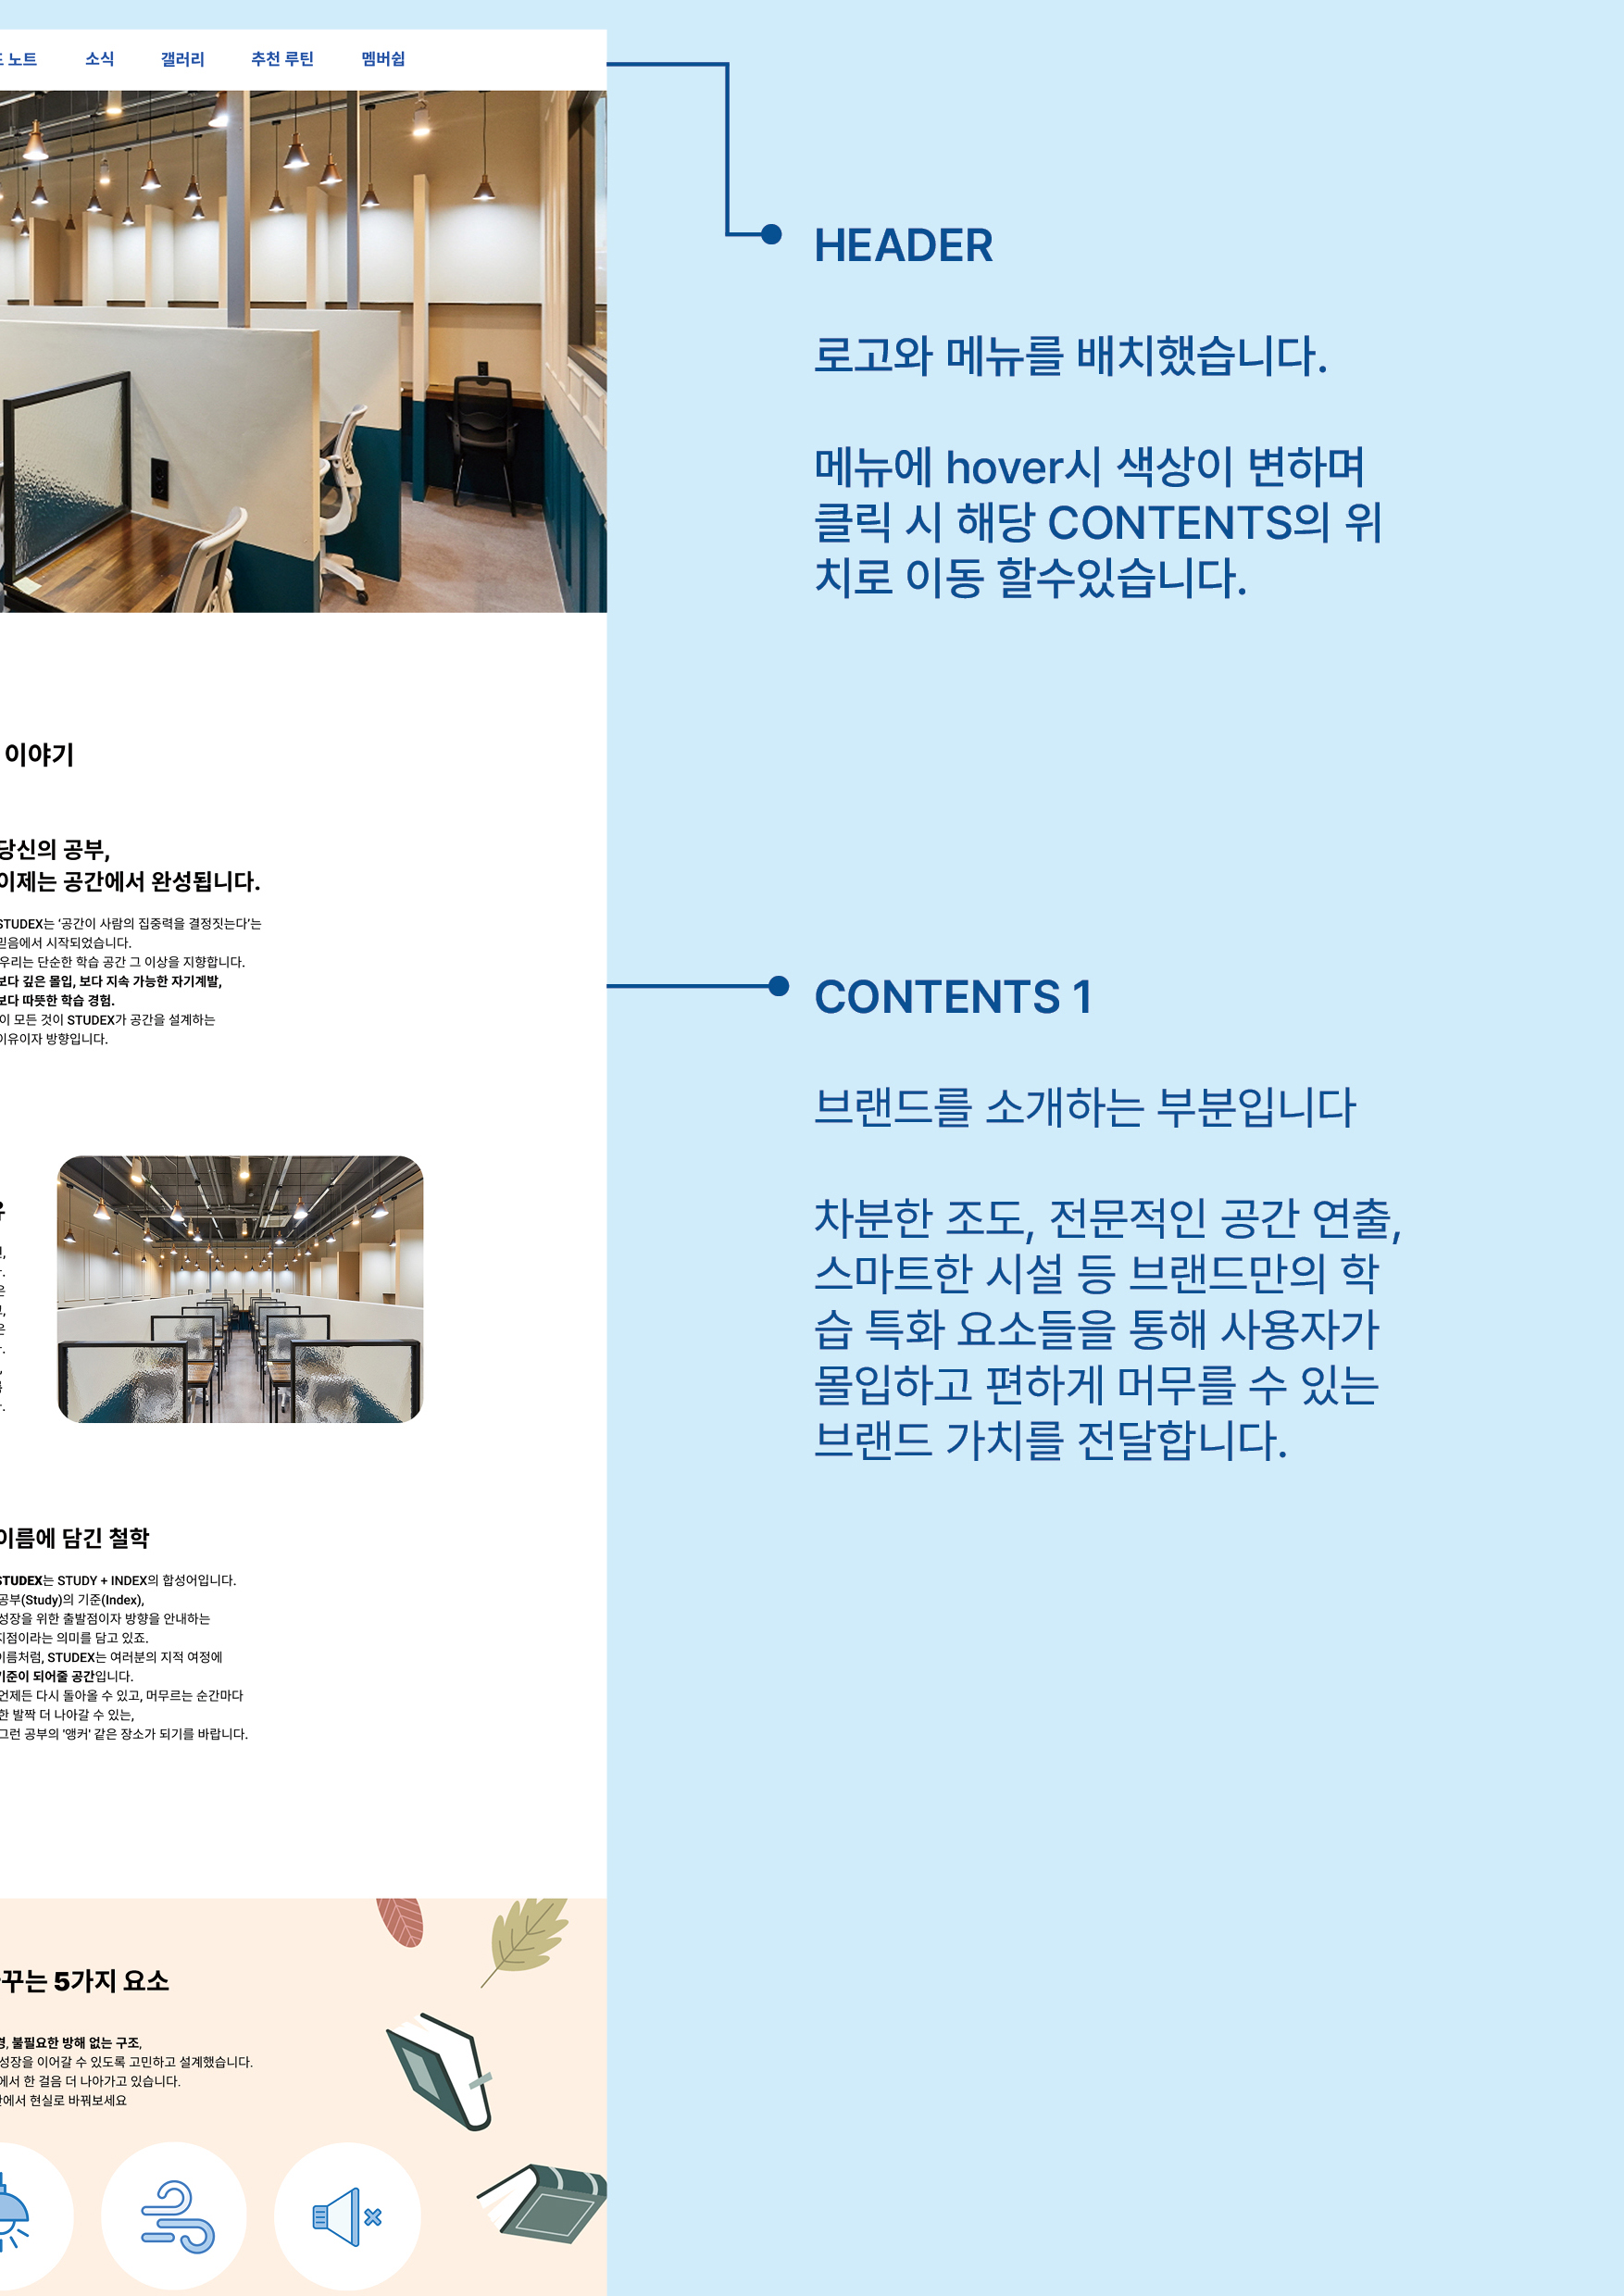 노트 소식 갤러리 추천 루틴 멤버쉽
HEADER
로고와 메뉴를 배치했습니다.
메뉴에 hover시 색상이 변하며
클릭 시 해당 CONTENTS의 위
치로 이동 할수있습니다.
이야기
당신의 공부,
이제는 공간에서 완성됩니다.
STUDEX는 ‘공간이 사람의 집중력을 결정짓는다’는
믿음에서 시작되었습니다.
우리는 단순한 학습 공간 그 이상을 지향합니다.
보다 깊은 몰입, 보다 지속 가능한 자기계발,
보다 따뜻한 학습 경험.
이 모든 것이 STUDEX가 공간을 설계하는
이유이자 방향입니다.
CONTENTS 1
브랜드를 소개하는 부분입니다
차분한 조도, 전문적인 공간 연출,
스마트한 시설 등 브랜드만의 학
습 특화 요소들을 통해 사용자가
몰입하고 편하게 머무를 수 있는
브랜드 가치를 전달합니다.
이름에 담긴 철학
STUDEX는 STUDY + INDEX의 합성어입니다.
공부(Study)의 기준(Index),
성장을 위한 출발점이자 방향을 안내하는
지점이라는 의미를 담고 있죠.
이름처럼, STUDEX는 여러분의 지적 여정에
기준이 되어줄 공간입니다.
언제든 다시 돌아올 수 있고, 머무르는 순간마다
한 발짝 더 나아갈 수 있는,
그런 공부의 '앵커' 같은 장소가 되기를 바랍니다.
꾸는 5가지 요소
불필요한 방해 없는 구조,
성장을 이어갈 수 있도록 고민하고 설계했습니다.
에서 한 걸음 더 나아가고 있습니다.
에서 현실로 바꿔보세요